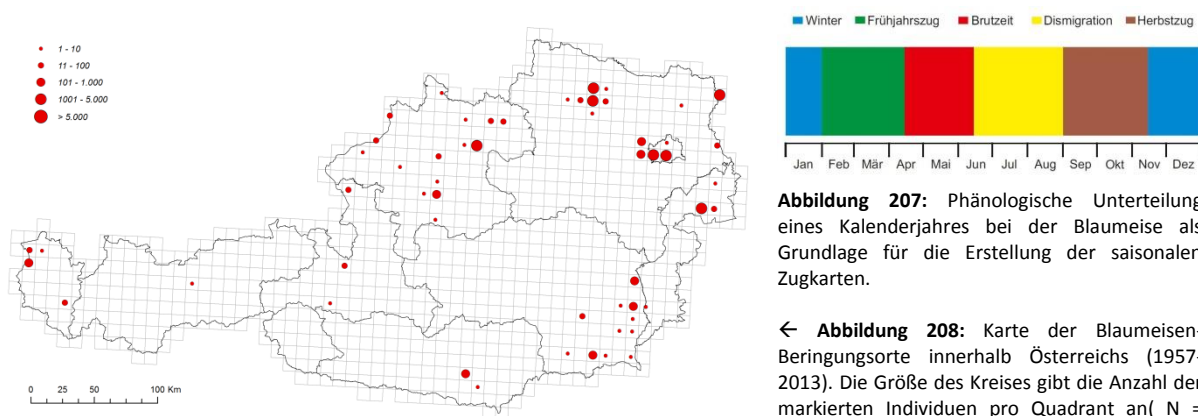 1 - 10
11 - 100
101 - 1.000
1001 - 5.000
> 5.000
0 25 50 100 Km
Winter Frühjahrszug Brutzeit Dismigration Herbstzug
Jan Feb Mär Apr Mai Jun Jul Aug Sep Okt Nov Dez
Abbildung 207: Phänologische Unterteilung
eines Kalenderjahres bei der Blaumeise als
Grundlage für die Erstellung der saisonalen
Zugkarten.
← Abbildung 208: Karte der Blaumeisen-
Beringungsorte innerhalb Österreichs (1957-
2013). Die Größe des Kreises gibt die Anzahl der
markierten Individuen pro Quadrant an( N =